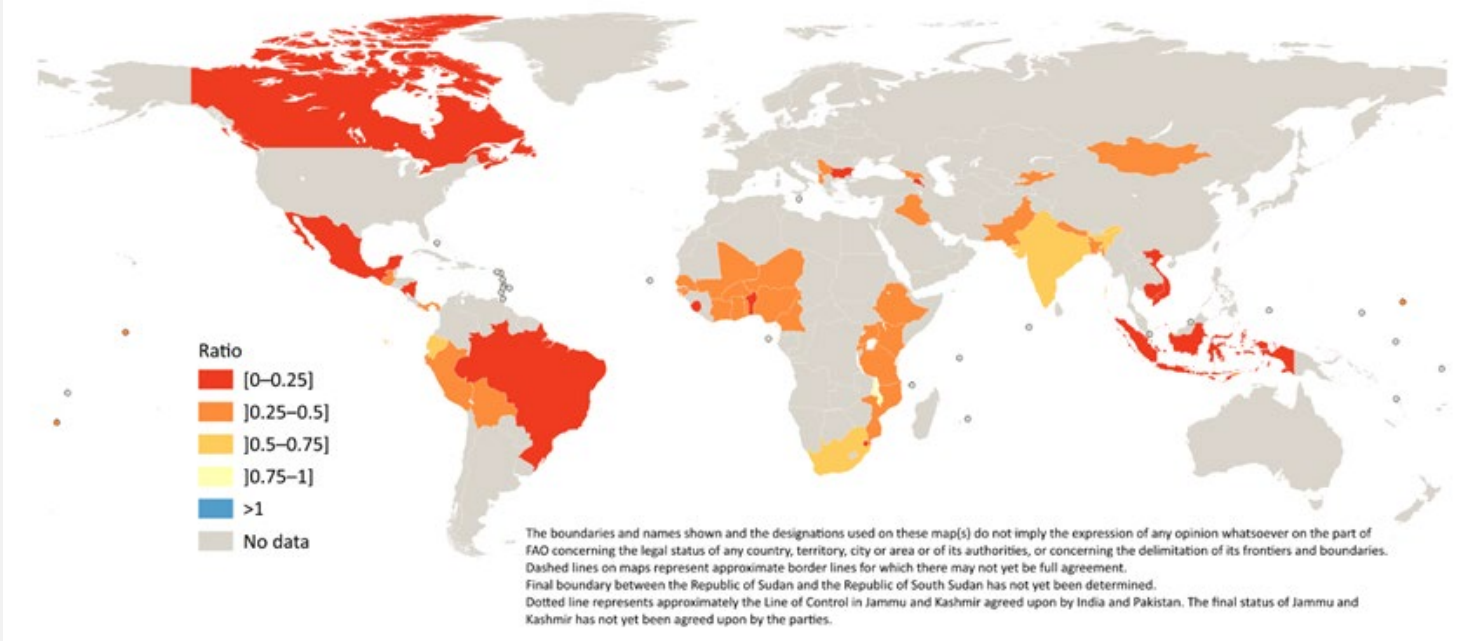 Ratio
[0–0.25]
]0.25–0.5]
]0.5–0.75]
]0.75–1]
>1
No data
The boundaries and names shown and the designations used on these map(s) do not imply the expression of any opinion whatsoever on the part of
FAO concerning the legal status of any country, territory, city or area or of its authorities, or concerning the delimitation of its frontiers and boundaries.
Dashed lines on maps represent approximate border lines for which there may not yet be full agreement.
Final boundary between the Republic of Sudan and the Republic of South Sudan has not yet been determined.
Dotted line represents approximately the Line of Control in Jammu and Kashmir agreed upon by India and Pakistan. The final status of Jammu and
Kashmir has not yet been agreed upon by the parties.